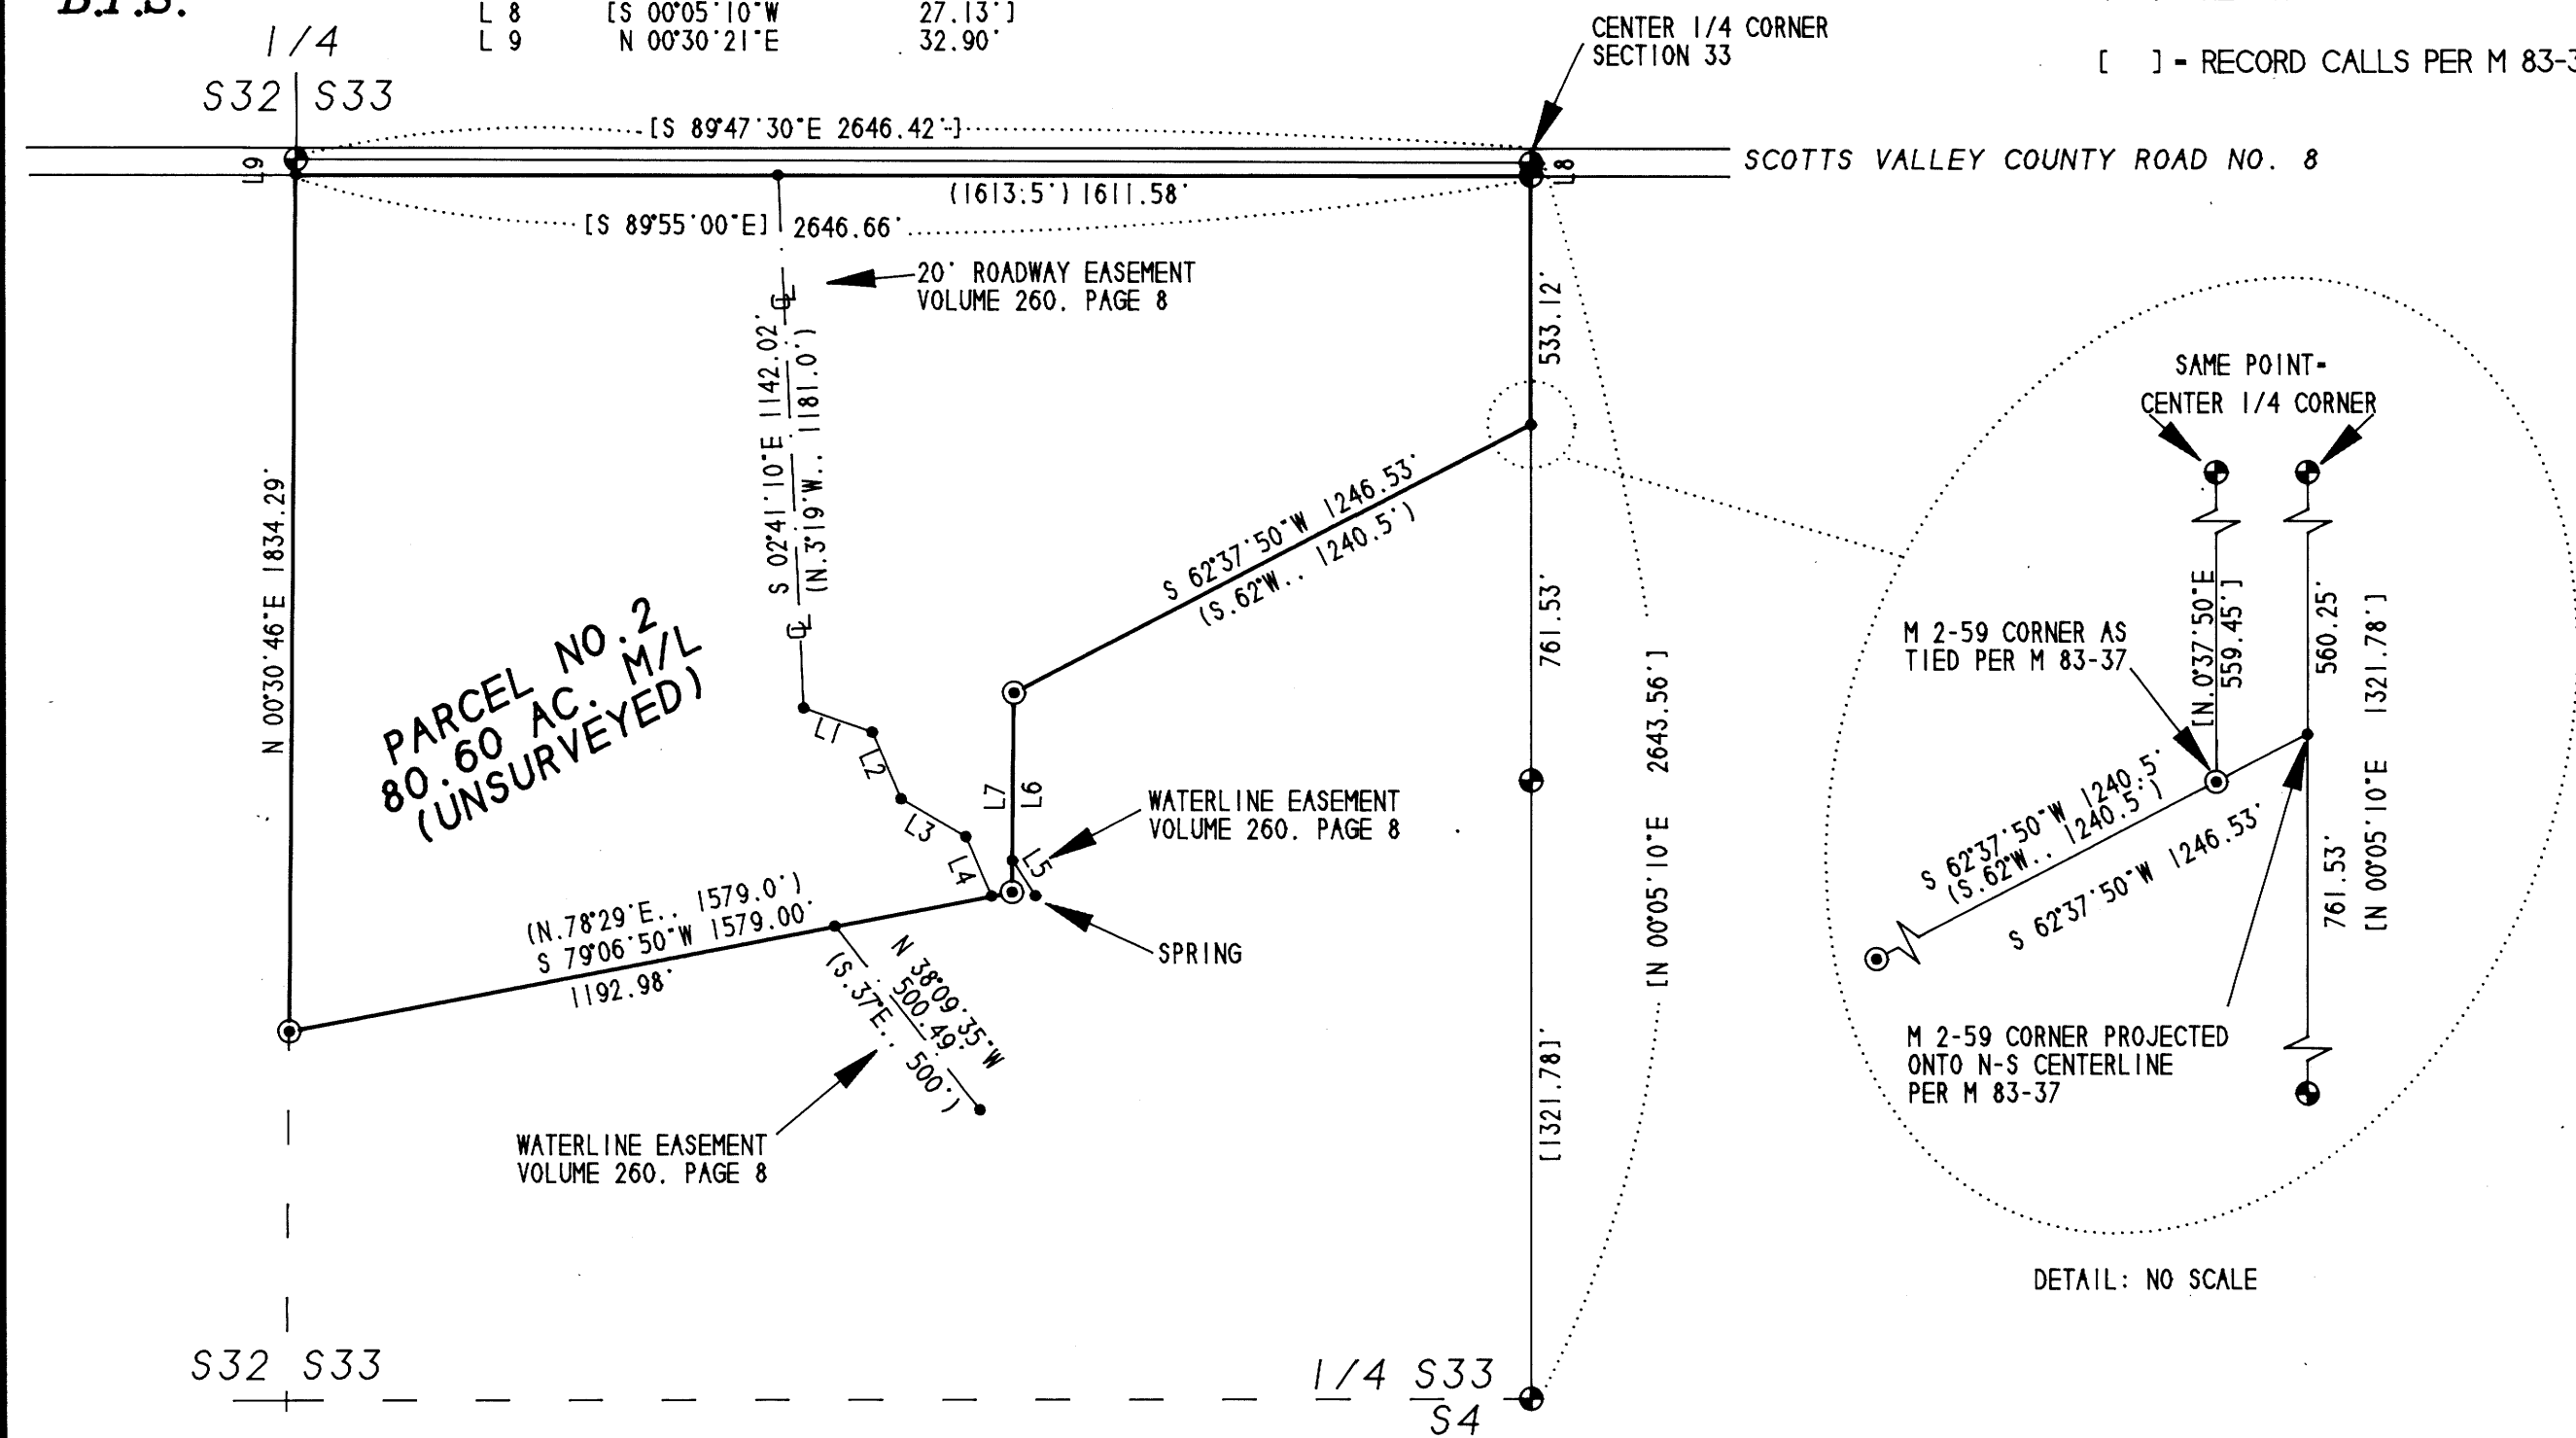 L 8 [S 00°05'10"W 27.13']
L 9 N 00°30'21"E 32.90'
1/4
S32 S33
CENTER 1/4 CORNER
SECTION 33
[ ] = RECORD CALLS PER M 83-3
[S 89°47'30"E 2646.42']
L9
L8
SCOTTS VALLEY COUNTY ROAD NO. 8
(1613.5') 1611.58'
[S 89°55'00"E] 2646.66'
20' ROADWAY EASEMENT
VOLUME 260, PAGE 8
S 02°41'10"E 1142.02'
(N.3°19'W., 1181.0')
533.12'
N 00°30'46"E 1834.29'
S 62°37'50"W 1246.53'
(S.62°W., 1240.5')
761.53'
PARCEL NO.2
80.60 AC. M/L
(UNSURVEYED)
L1
L2
L3
L4
L7
L6
L5
WATERLINE EASEMENT
VOLUME 260, PAGE 8
SPRING
(N.78°29'E., 1579.0')
S 79°06'50"W 1579.00'
1192.98'
N 38°09'35"W
500.49'
(S.37°E., 500')
WATERLINE EASEMENT
VOLUME 260, PAGE 8
[N 00°05'10"E 2643.56']
[1321.78]'
S32 S33
1/4 S33
S4
SAME POINT-
CENTER 1/4 CORNER
[N.0°37'50"E
559.45']
560.25'
[N 00°05'10"E 1321.78']
M 2-59 CORNER AS
TIED PER M 83-37
S 62°37'50"W 1240.5'
(S.62°W., 1240.5')
S 62°37'50"W 1246.53'
761.53'
M 2-59 CORNER PROJECTED
ONTO N-S CENTERLINE
PER M 83-37
DETAIL: NO SCALE